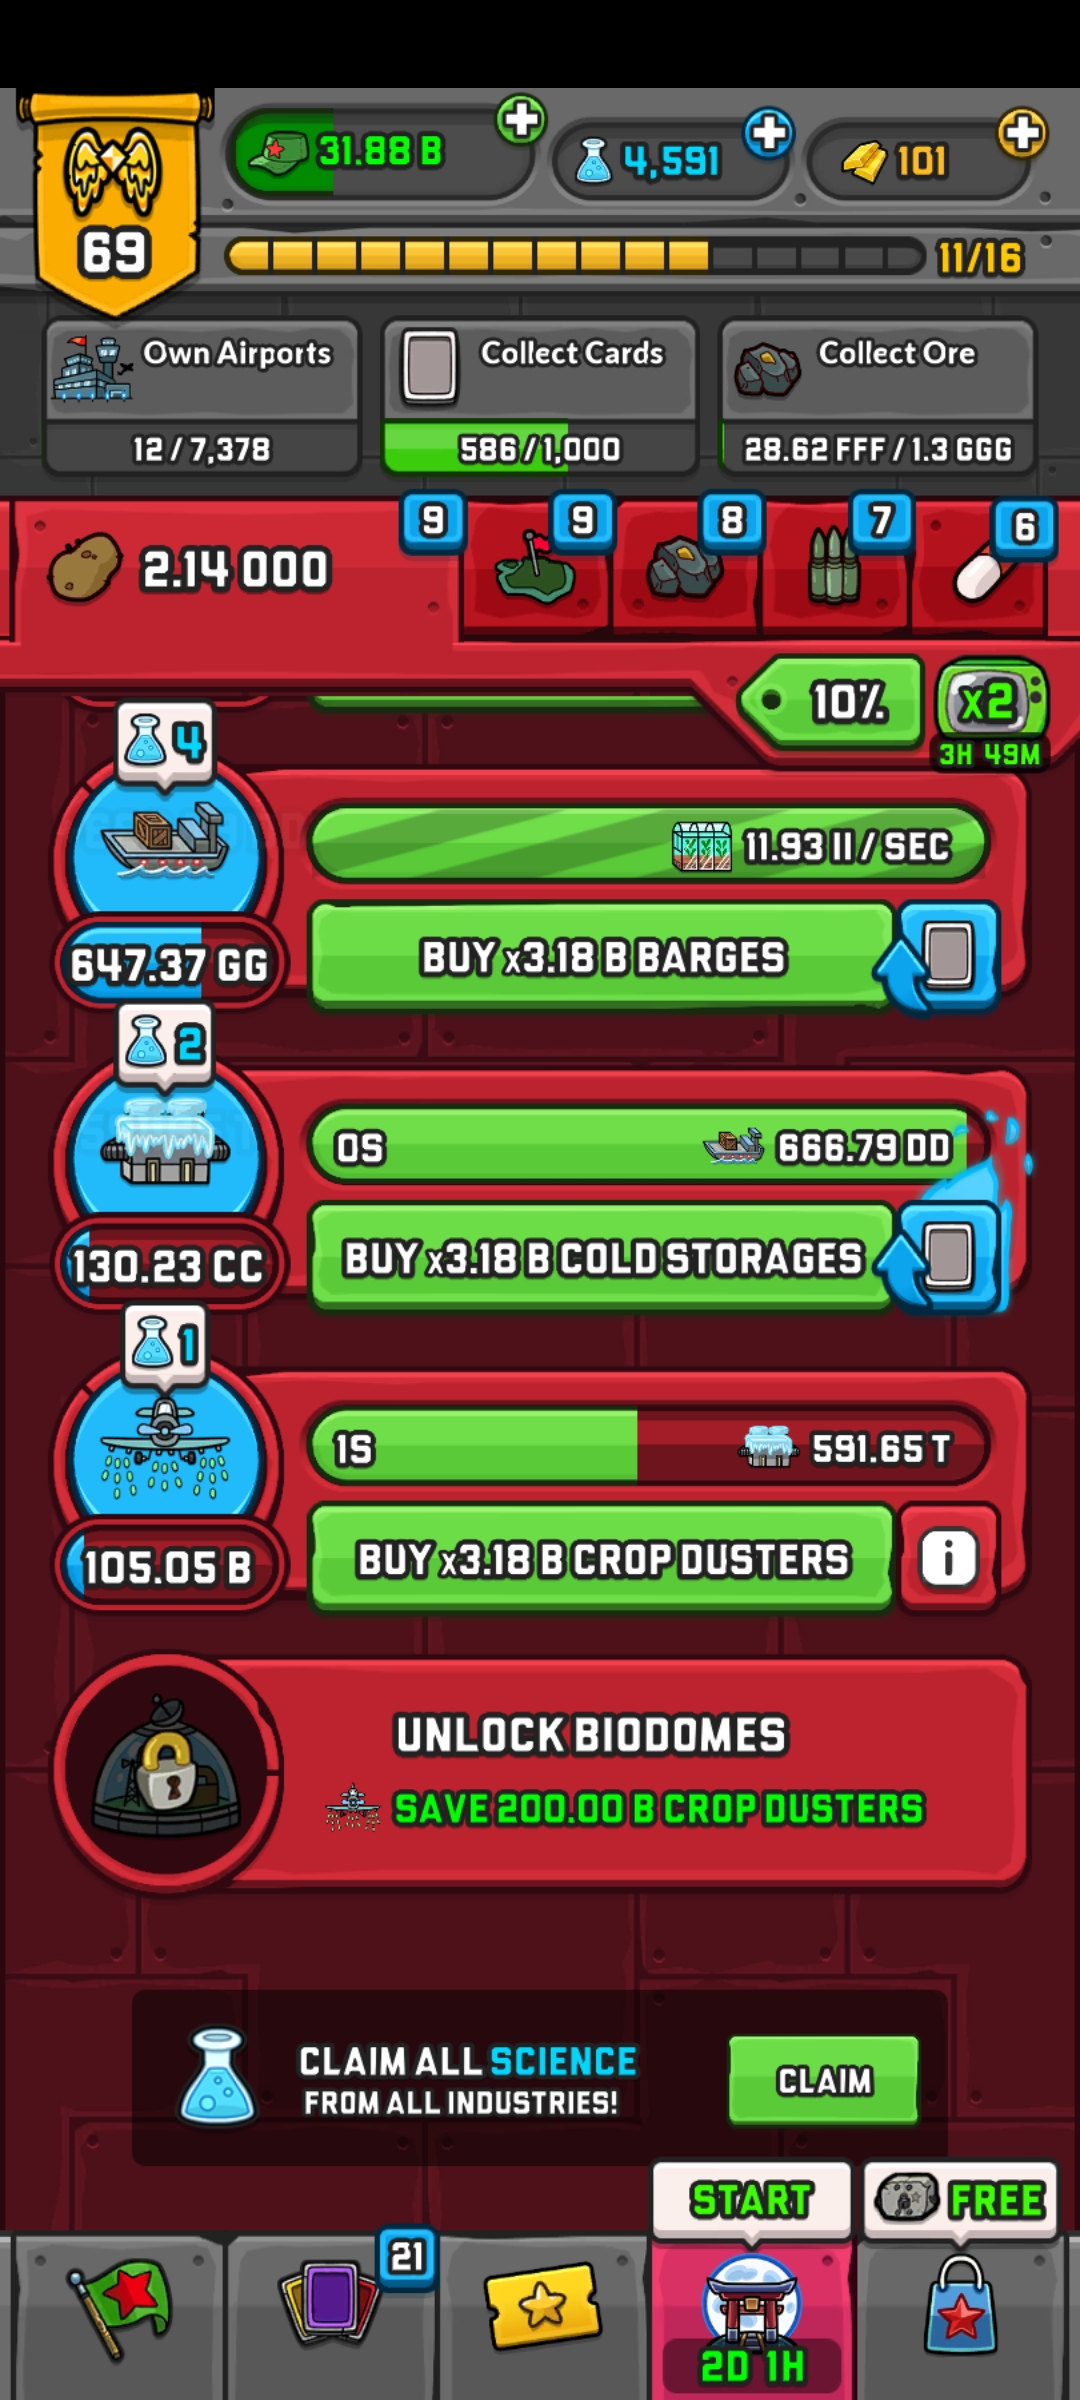 69
31.88 B
4,591
101
11/16
Own Airports
12 / 7,378
Collect Cards
586 / 1,000
Collect Ore
28.62 FFF / 1.3 GGG
2.14 000
9
9
8
7
6
10%
x2
3H 49M
4
11.93 II / SEC
647.37 GG
BUY x3.18 B BARGES
2
0S
666.79 DD
130.23 CC
BUY x3.18 B COLD STORAGES
1
1S
591.65 T
105.05 B
BUY x3.18 B CROP DUSTERS
i
UNLOCK BIODOMES
SAVE 200.00 B CROP DUSTERS
CLAIM ALL SCIENCE
FROM ALL INDUSTRIES!
CLAIM
START
FREE
21
2D 1H